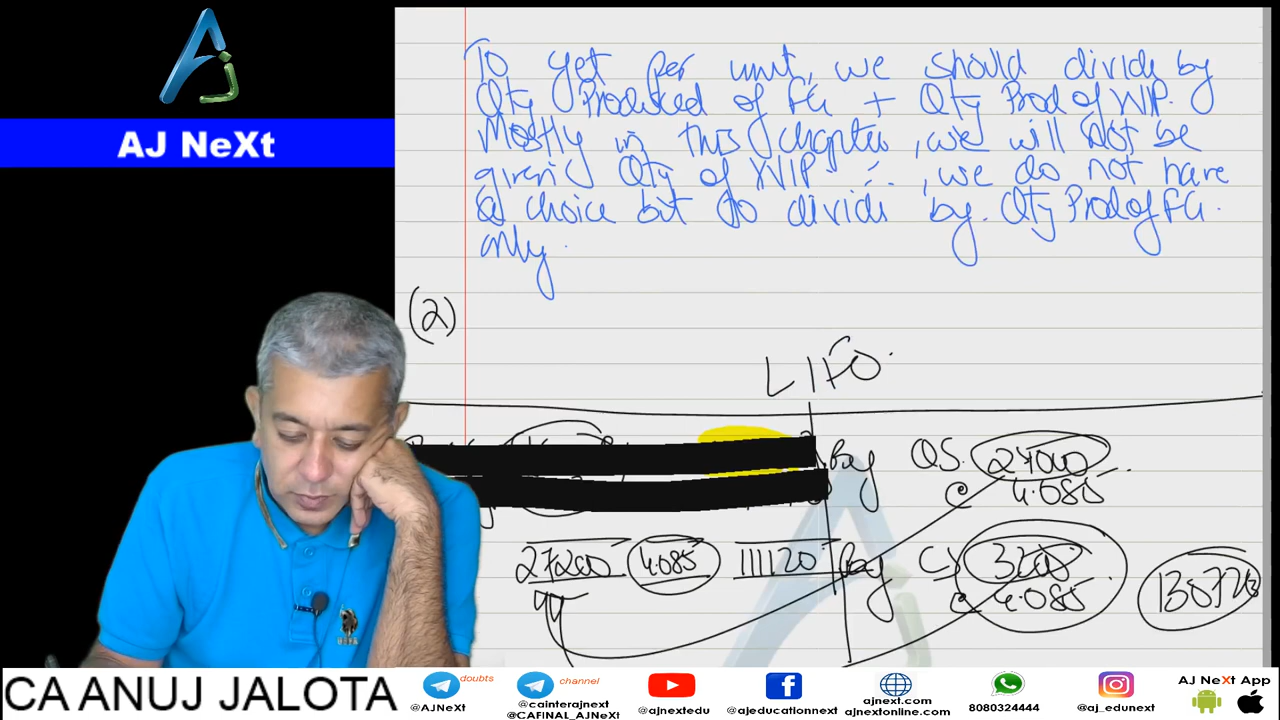 To get per unit, we should divide by
Qty Produced of FG + Qty Prod of WIP.
Mostly in this chapter, we will not be
given Qty of WIP ∴, we do not have
a choice but to divide by. Qty Prod of FG.
only.
(2)
LIFO.
By QS. 24000
@ 4.085
27200 4.085 111120 By CS 3200
@ 4.085
AJ NeXt
CA ANUJ JALOTA
doubts
@AJNeXt
channel
@cainterajnext
@CAFINAL_AJNeXt
@ajnextedu
@ajeducationnext
ajnext.com
ajnextonline.com
8080324444
@aj_edunext
AJ NeXt App